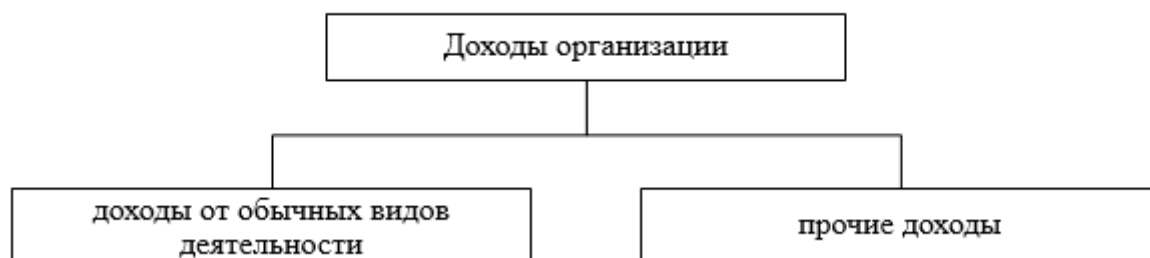 Доходы организации
доходы от обычных видов
деятельности
прочие доходы